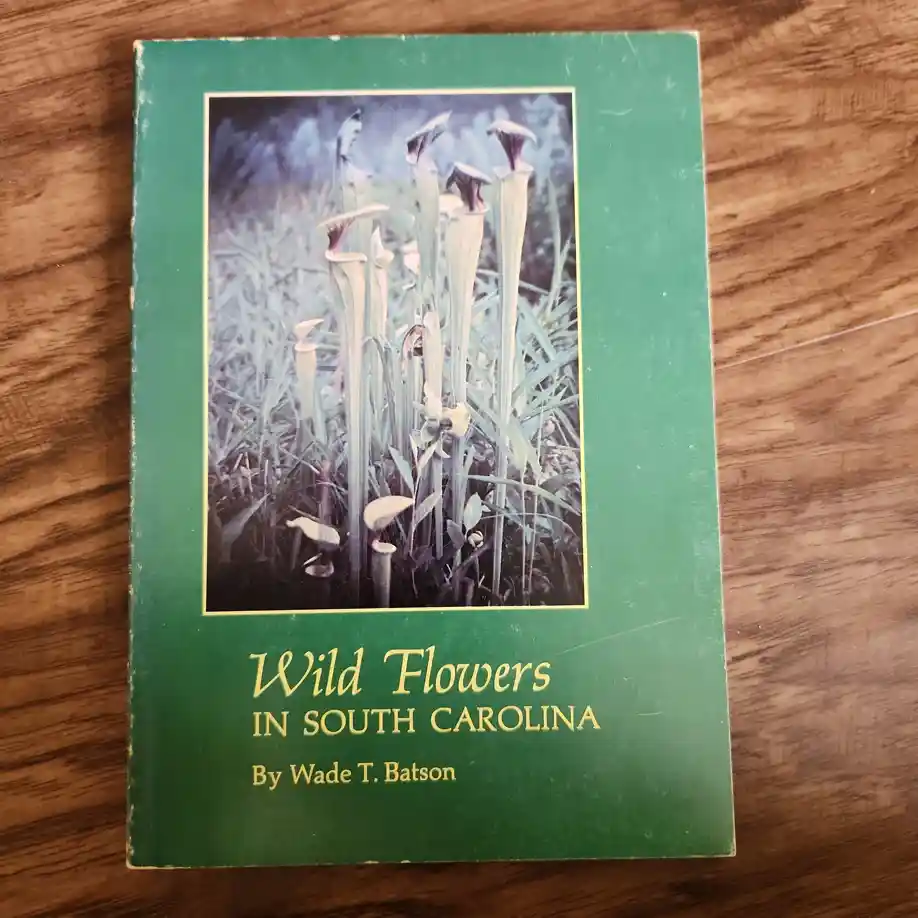 Wild Flowers
IN SOUTH CAROLINA
By Wade T. Batson